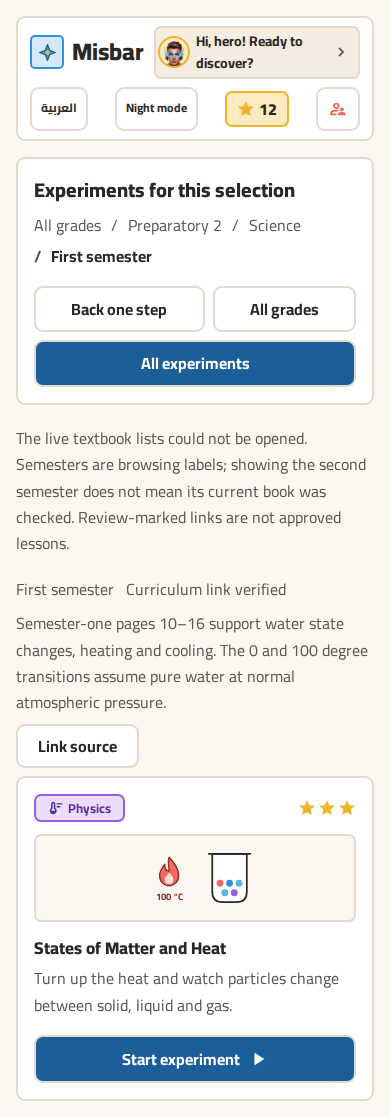 Misbar
Hi, hero! Ready to
discover?
العربية
Night mode
12
Experiments for this selection
All grades / Preparatory 2 / Science
/ First semester
Back one step
All grades
All experiments
The live textbook lists could not be opened.
Semesters are browsing labels; showing the second
semester does not mean its current book was
checked. Review-marked links are not approved
lessons.
First semester Curriculum link verified
Semester-one pages 10–16 support water state
changes, heating and cooling. The 0 and 100 degree
transitions assume pure water at normal
atmospheric pressure.
Link source
Physics
100 °C
States of Matter and Heat
Turn up the heat and watch particles change
between solid, liquid and gas.
Start experiment